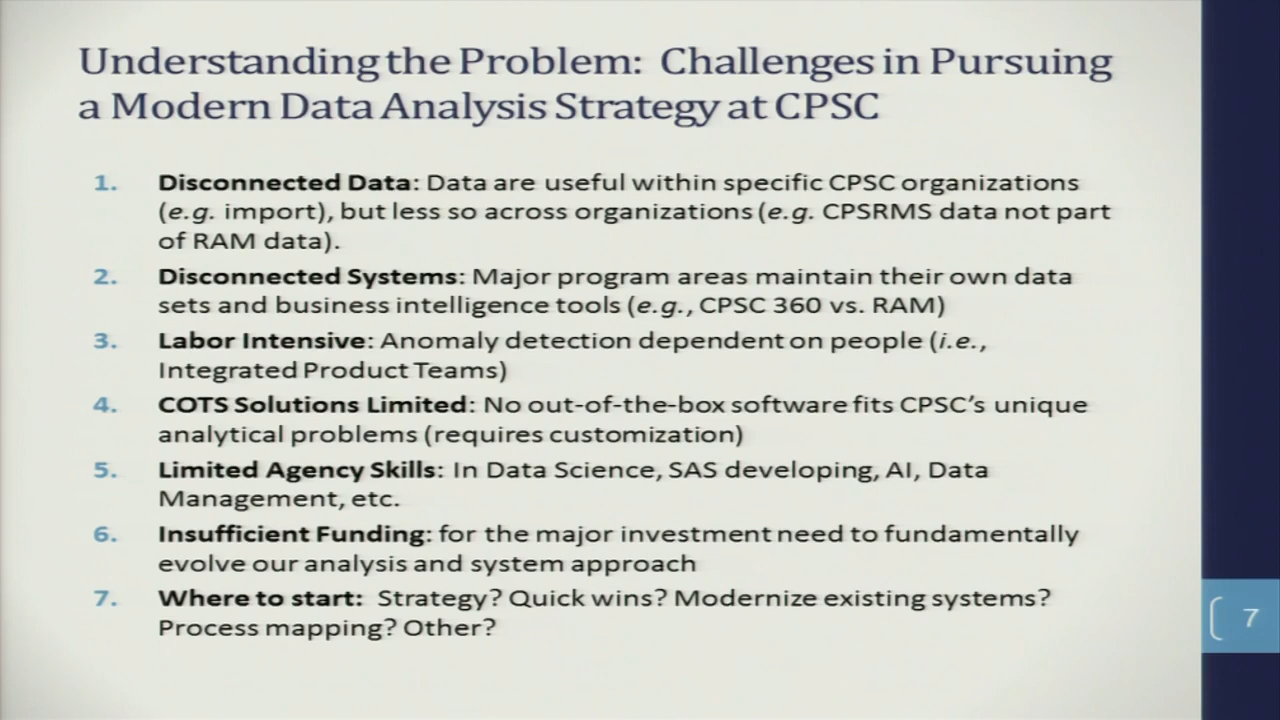 Understanding the Problem: Challenges in Pursuing
a Modern Data Analysis Strategy at CPSC
1. Disconnected Data: Data are useful within specific CPSC organizations
(e.g. import), but less so across organizations (e.g. CPSRMS data not part
of RAM data).
2. Disconnected Systems: Major program areas maintain their own data
sets and business intelligence tools (e.g., CPSC 360 vs. RAM)
3. Labor Intensive: Anomaly detection dependent on people (i.e.,
Integrated Product Teams)
4. COTS Solutions Limited: No out-of-the-box software fits CPSC’s unique
analytical problems (requires customization)
5. Limited Agency Skills: In Data Science, SAS developing, AI, Data
Management, etc.
6. Insufficient Funding: for the major investment need to fundamentally
evolve our analysis and system approach
7. Where to start: Strategy? Quick wins? Modernize existing systems?
Process mapping? Other?
7